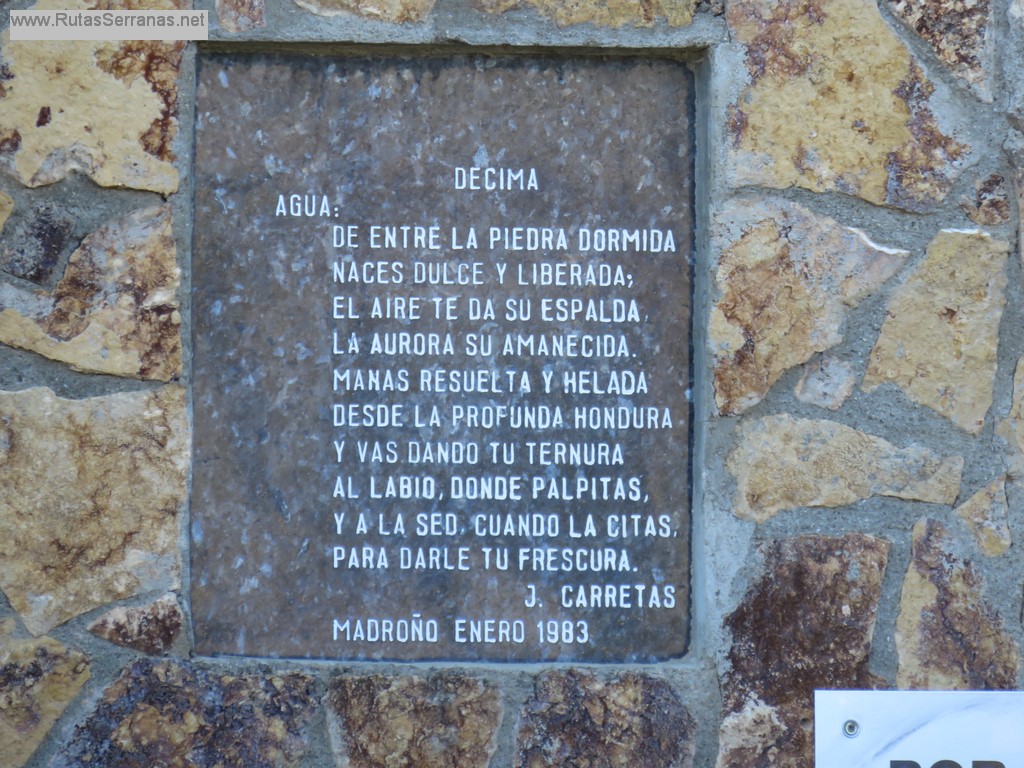 www.RutasSerranas.net
DECIMA
AGUA:
DE ENTRE LA PIEDRA DORMIDA
NACES DULCE Y LIBERADA;
EL AIRE TE DA SU ESPALDA,
LA AURORA SU AMANECIDA.
MANAS RESUELTA Y HELADA
DESDE LA PROFUNDA HONDURA
Y VAS DANDO TU TERNURA
AL LABIO, DONDE PALPITAS,
Y A LA SED, CUANDO LA CITAS,
PARA DARLE TU FRESCURA.
J. CARRETAS
MADROÑO ENERO 1983